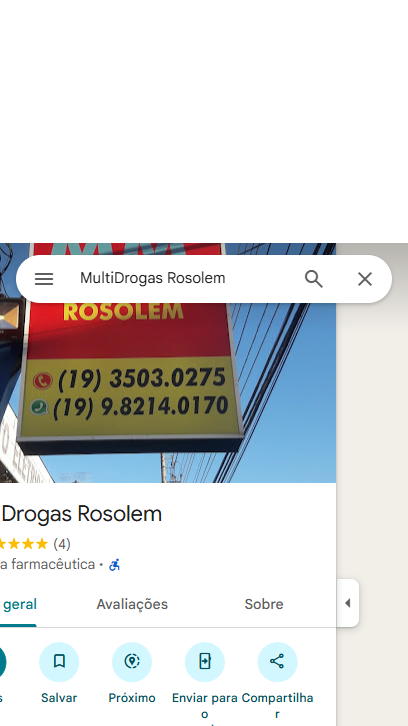 MultiDrogas Rosolem
ROSOLEM
(19) 3503.0275
(19) 9.8214.0170
Drogas Rosolem
(4)
a farmacêutica •
geral
Avaliações
Sobre
s
Salvar
Próximo
Enviar para
o
Compartilha
r